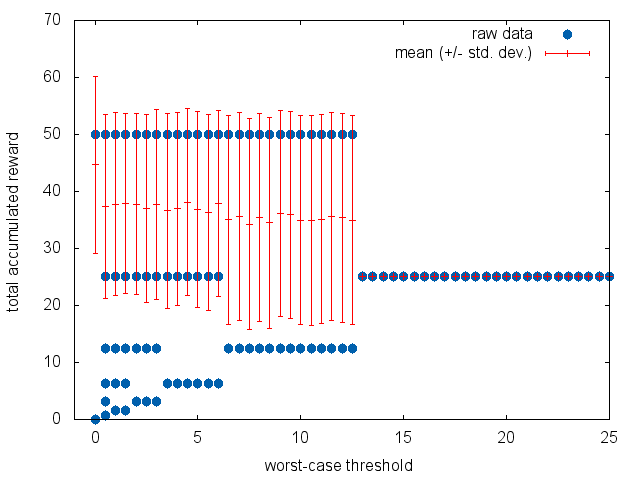 70
60
50
40
30
20
10
0
total accumulated reward
raw data
mean (+/- std. dev.)
0 5 10 15 20 25
worst-case threshold